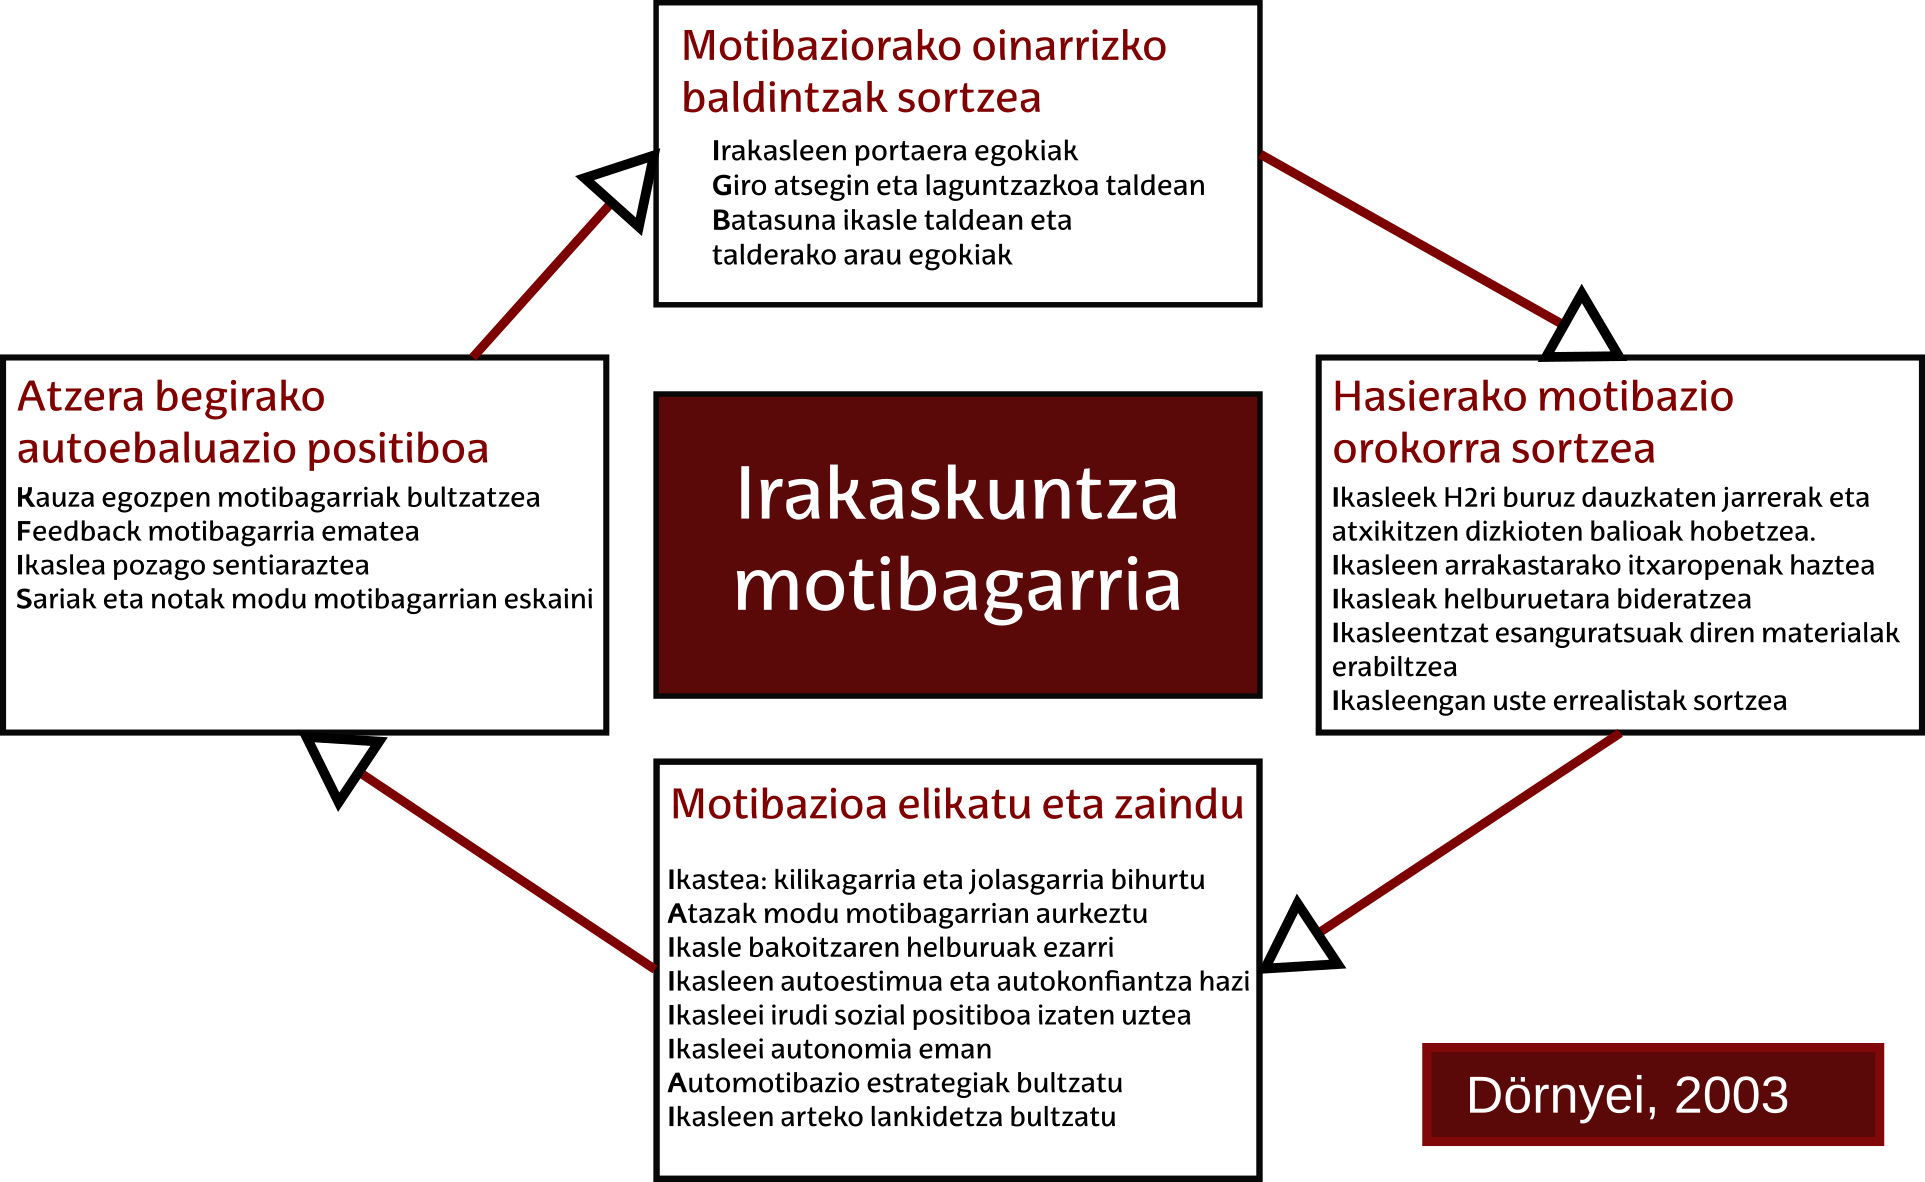 Motibaziorako oinarrizko
baldintzak sortzea
Irakasleen portaera egokiak
Giro atsegin eta laguntzazkoa taldean
Batasuna ikasle taldean eta
talderako arau egokiak
Atzera begirako
autoebaluazio positiboa
Kauza egozpen motibagarriak bultzatzea
Feedback motibagarria ematea
Ikaslea pozago sentiaraztea
Sariak eta notak modu motibagarrian eskaini
Irakaskuntza
motibagarria
Hasierako motibazio
orokorra sortzea
Ikasleek H2ri buruz dauzkaten jarrerak eta
atxikitzen dizkioten balioak hobetzea.
Ikasleen arrakastarako itxaropenak haztea
Ikasleak helburuetara bideratzea
Ikasleentzat esanguratsuak diren materialak
erabiltzea
Ikasleengan uste errealistak sortzea
Motibazioa elikatu eta zaindu
Ikastea: kilikagarria eta jolasgarria bihurtu
Atazak modu motibagarrian aurkeztu
Ikasle bakoitzaren helburuak ezarri
Ikasleen autoestimua eta autokonfiantza hazi
Ikasleei irudi sozial positiboa izaten uztea
Ikasleei autonomia eman
Automotibazio estrategiak bultzatu
Ikasleen arteko lankidetza bultzatu
Dörnyei, 2003